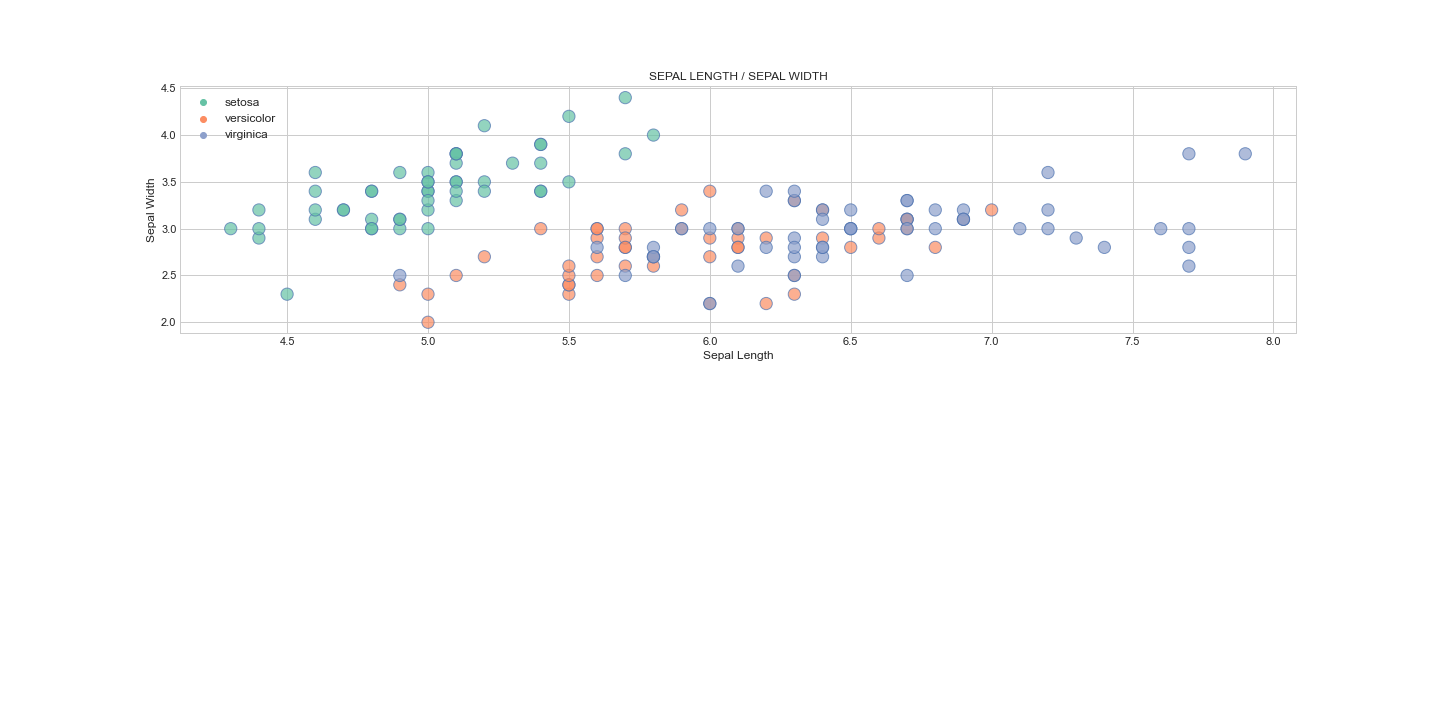 SEPAL LENGTH / SEPAL WIDTH
4.5
4.0
3.5
3.0
2.5
2.0
Sepal Width
setosa
versicolor
virginica
4.5 5.0 5.5 6.0 6.5 7.0 7.5 8.0
Sepal Length